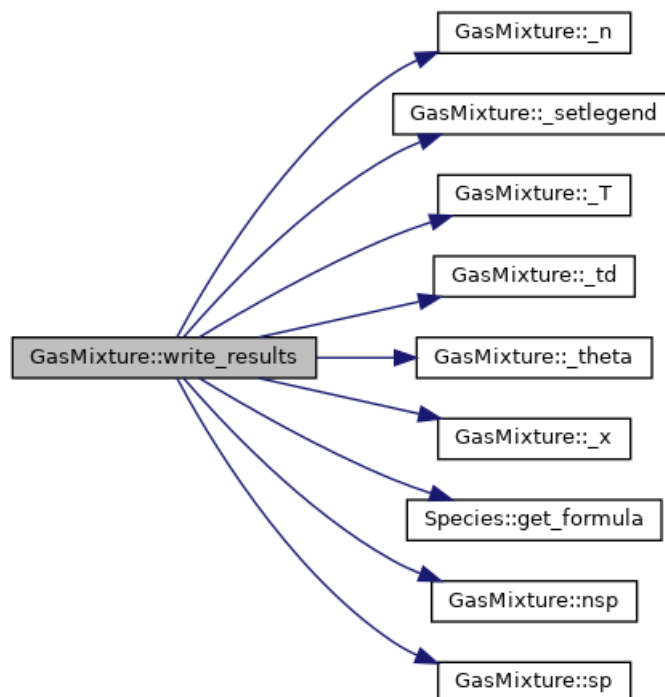 GasMixture::_n
GasMixture::_setlegend
GasMixture::_T
GasMixture::_td
GasMixture::write_results
GasMixture::_theta
GasMixture::_x
Species::get_formula
GasMixture::nsp
GasMixture::sp